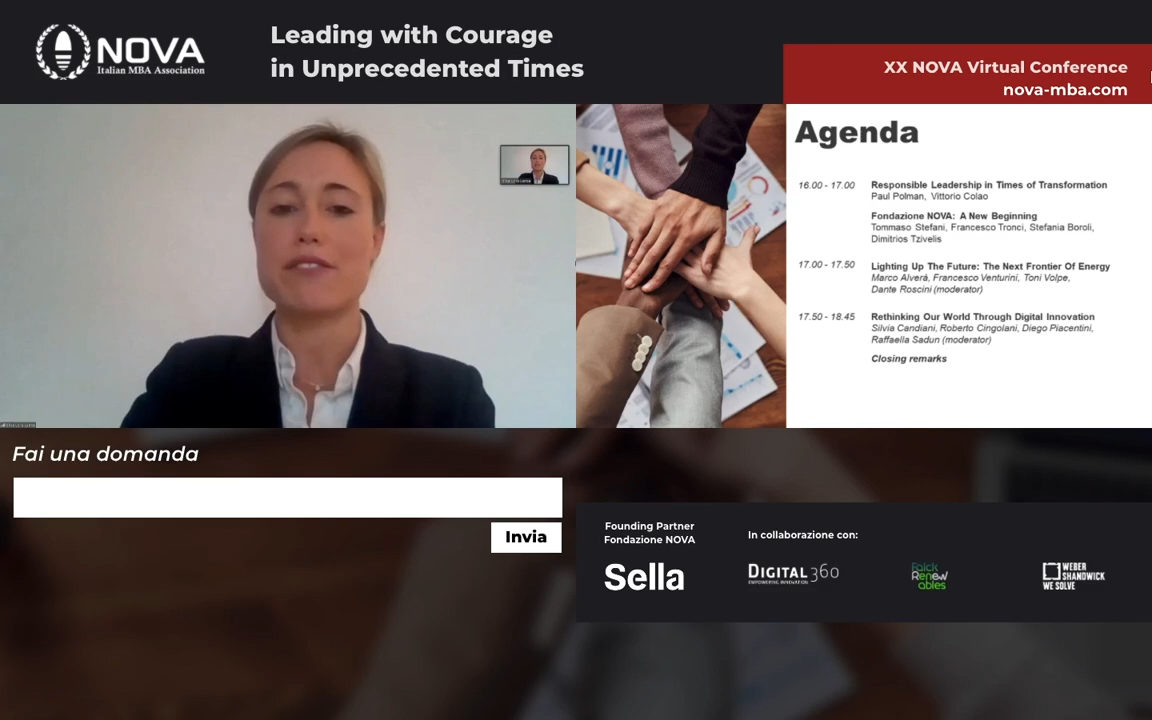 NOVA
Italian MBA Association
Leading with Courage
in Unprecedented Times
XX NOVA Virtual Conference
nova-mba.com
Agenda
16.00 - 17.00
Responsible Leadership in Times of Transformation
Paul Polman, Vittorio Colao
Fondazione NOVA: A New Beginning
Tommaso Stefani, Francesco Tronci, Stefania Boroli,
Dimitrios Tzivelis
17.00 - 17.50
Lighting Up The Future: The Next Frontier Of Energy
Marco Alverà, Francesco Venturini, Toni Volpe,
Dante Roscini (moderator)
17.50 - 18.45
Rethinking Our World Through Digital Innovation
Silvia Candiani, Roberto Cingolani, Diego Piacentini,
Raffaella Sadun (moderator)
Closing remarks
Fai una domanda
Invia
Founding Partner
Fondazione NOVA
Sella
In collaborazione con:
DIGITAL360
EMPOWERING INNOVATION
Falck
Renew
ables
WEBER
SHANDWICK
WE SOLVE